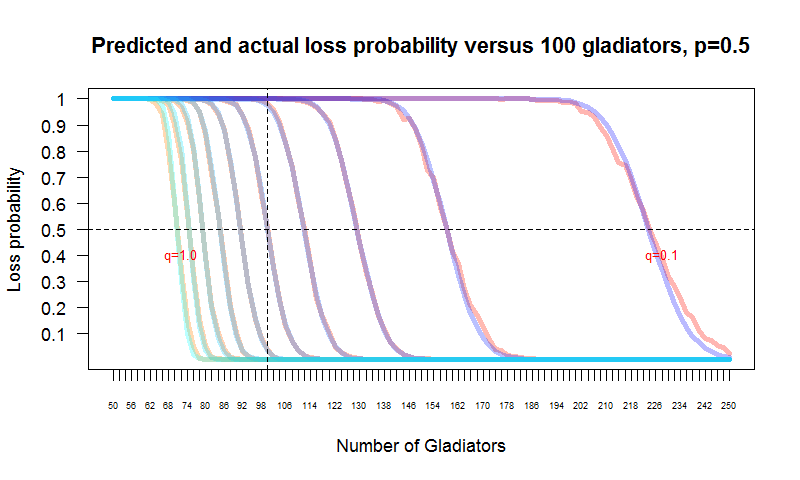 Predicted and actual loss probability versus 100 gladiators, p=0.5
Loss probability
1
0.9
0.8
0.7
0.6
0.5
0.4
0.3
0.2
0.1
q=1.0
q=0.1
50 56 62 68 74 80 86 92 98 106 114 122 130 138 146 154 162 170 178 186 194 202 210 218 226 234 242 250
Number of Gladiators